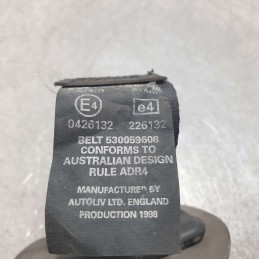 E4 e4
0426132 226132
BELT 530059608
CONFORMS TO
AUSTRALIAN DESIGN
RULE ADR4
MANUFACTURED BY
AUTOLIV LTD. ENGLAND
PRODUCTION 1998